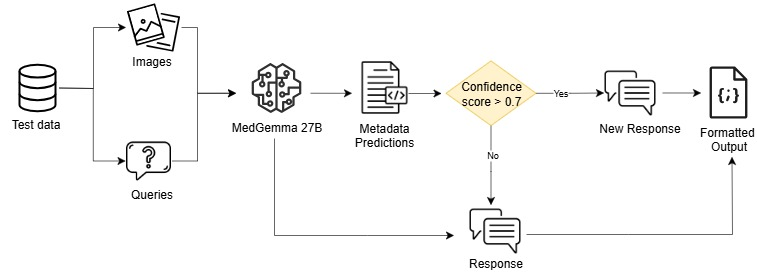 Images
Test data
Queries
MedGemma 27B
</>
Metadata
Predictions
Confidence
score > 0.7
Yes
No
New Response
{;}
Formatted
Output
?
Response